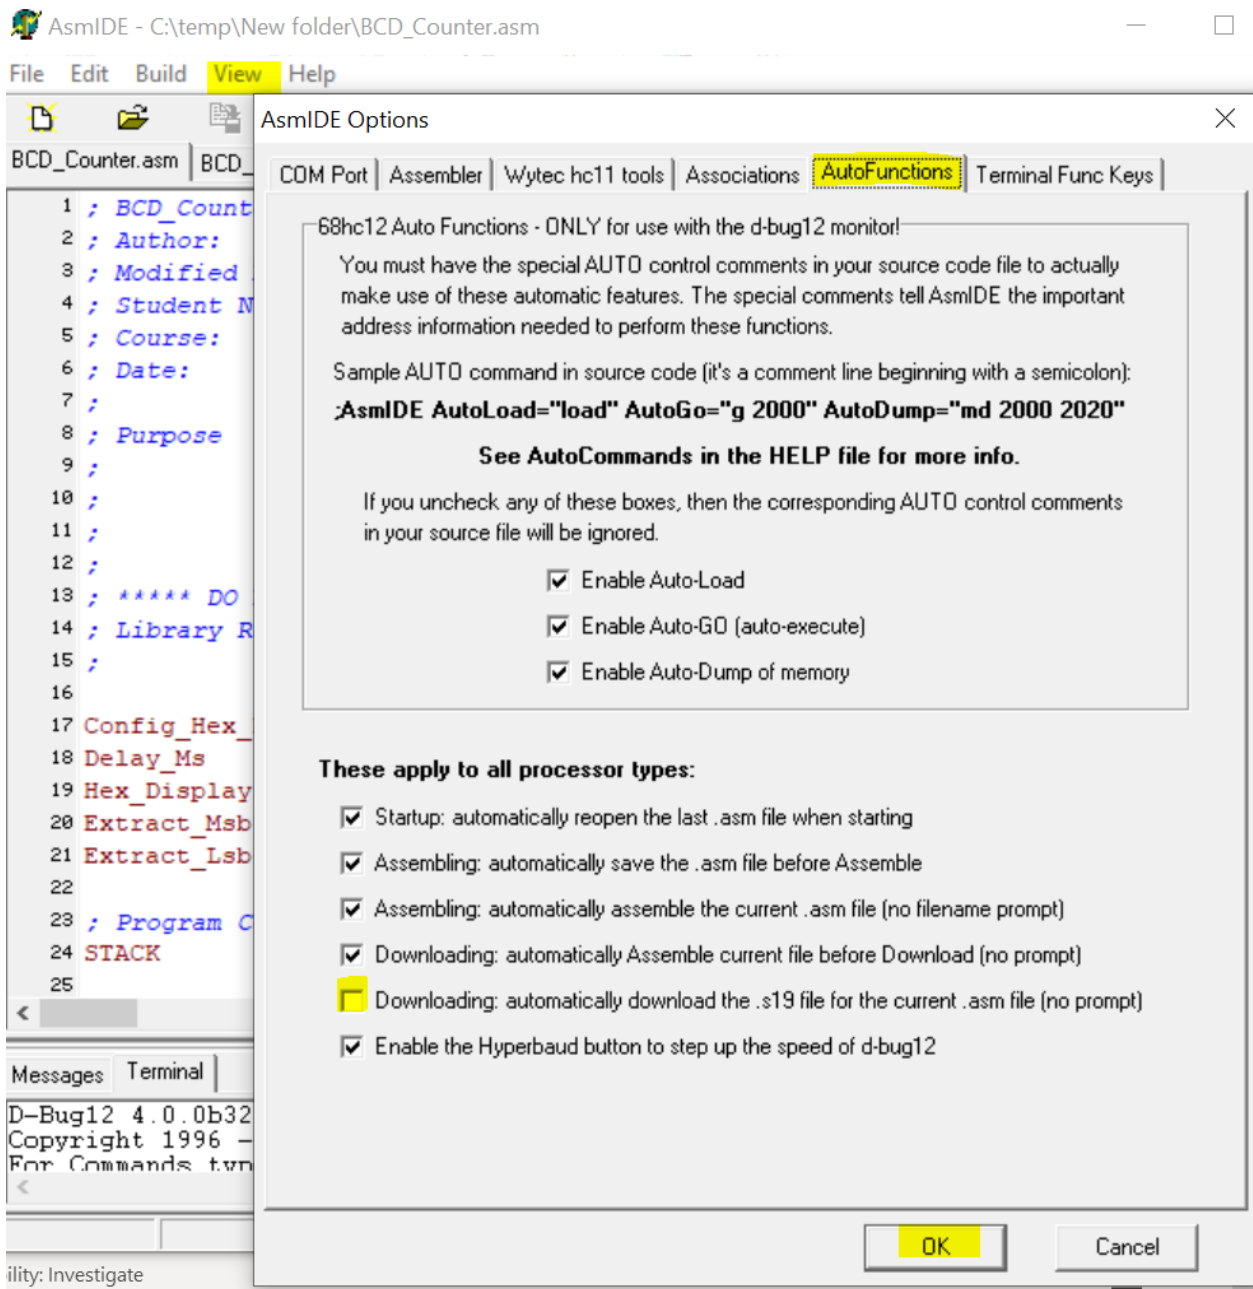 AsmIDE - C:\temp\New folder\BCD_Counter.asm
File Edit Build View Help
AsmIDE Options
BCD_Counter.asm BCD_
COM Port Assembler Wytec hc11 tools Associations AutoFunctions Terminal Func Keys
1 ; BCD_Count
2 ; Author:
3 ; Modified
4 ; Student N
5 ; Course:
6 ; Date:
7 ;
8 ; Purpose
9 ;
10 ;
11 ;
12 ;
13 ; ***** DO
14 ; Library R
15 ;
16
17 Config_Hex_
18 Delay_Ms
19 Hex_Display
20 Extract_Msb
21 Extract_Lsb
22
23 ; Program C
24 STACK
25
68hc12 Auto Functions - ONLY for use with the d-bug12 monitor!
You must have the special AUTO control comments in your source code file to actually
make use of these automatic features. The special comments tell AsmIDE the important
address information needed to perform these functions.
Sample AUTO command in source code (it's a comment line beginning with a semicolon):
;AsmIDE AutoLoad="load" AutoGo="g 2000" AutoDump="md 2000 2020"
See AutoCommands in the HELP file for more info.
If you uncheck any of these boxes, then the corresponding AUTO control comments
in your source file will be ignored.
Enable Auto-Load
Enable Auto-GO (auto-execute)
Enable Auto-Dump of memory
These apply to all processor types:
Startup: automatically reopen the last .asm file when starting
Assembling: automatically save the .asm file before Assemble
Assembling: automatically assemble the current .asm file (no filename prompt)
Downloading: automatically Assemble current file before Download (no prompt)
Downloading: automatically download the .s19 file for the current .asm file (no prompt)
Enable the Hyperbaud button to step up the speed of d-bug12
Messages Terminal
D-Bug12 4.0.0b32
Copyright 1996 -
For Commands typ
OK Cancel
ility: Investigate